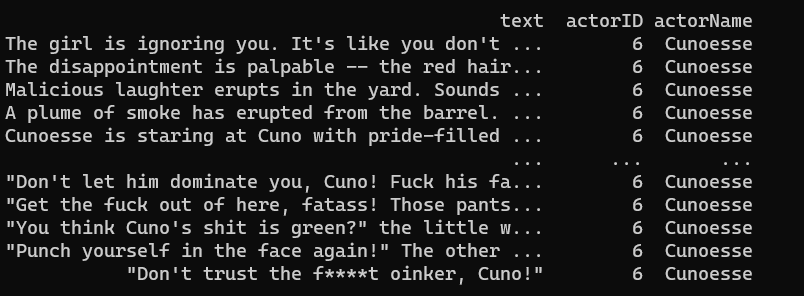 text actorID actorName
The girl is ignoring you. It's like you don't ... 6 Cunoesse
The disappointment is palpable -- the red hair... 6 Cunoesse
Malicious laughter erupts in the yard. Sounds ... 6 Cunoesse
A plume of smoke has erupted from the barrel. ... 6 Cunoesse
Cunoesse is staring at Cuno with pride-filled ... 6 Cunoesse
... ... ...
"Don't let him dominate you, Cuno! Fuck his fa... 6 Cunoesse
"Get the fuck out of here, fatass! Those pants... 6 Cunoesse
"You think Cuno's shit is green?" the little w... 6 Cunoesse
"Punch yourself in the face again!" The other ... 6 Cunoesse
"Don't trust the f****t oinker, Cuno!" 6 Cunoesse